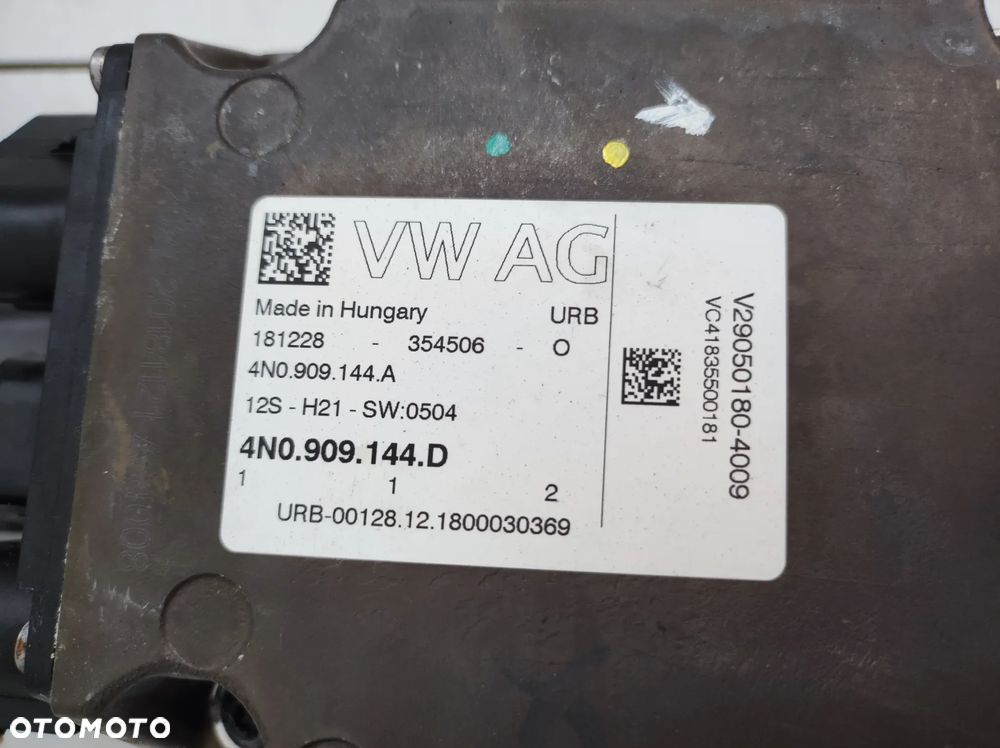 VW AG
Made in Hungary URB
181228 - 354506 - O
4N0.909.144.A
12S - H21 - SW:0504
4N0.909.144.D
1 1 2
URB-00128.12.1800030369
V29050180-4009
VC41835500181
OTOMOTO